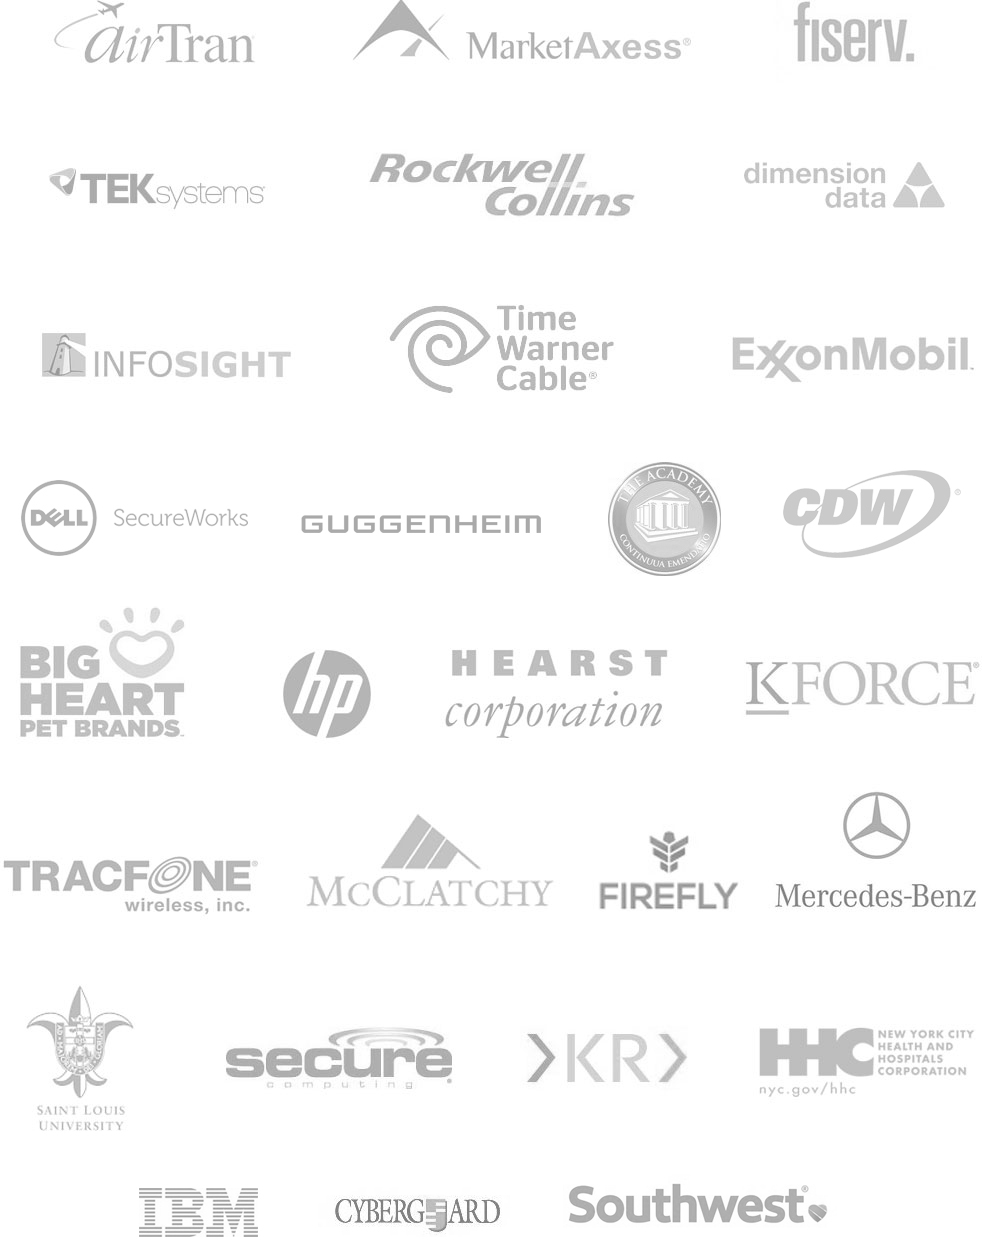 airTran
MarketAxess®
fiserv.
TEKsystems
Rockwell
Collins
dimension
data
INFOSIGHT
Time
Warner
Cable®
ExxonMobil
DELL SecureWorks
GUGGENHEIM
THE ACADEMY
CONTINUUA EMENDATIO
CDW®
BIG
HEART
PET BRANDS
hp
HEARST
corporation
KFORCE®
TRACFONE®
wireless, inc.
McCLATCHY
FIREFLY
Mercedes-Benz
SAINT LOUIS
UNIVERSITY
secure
computing
KR
HHC
NEW YORK CITY
HEALTH AND
HOSPITALS
CORPORATION
nyc.gov/hhc
IBM
CYBERGUARD
Southwest®